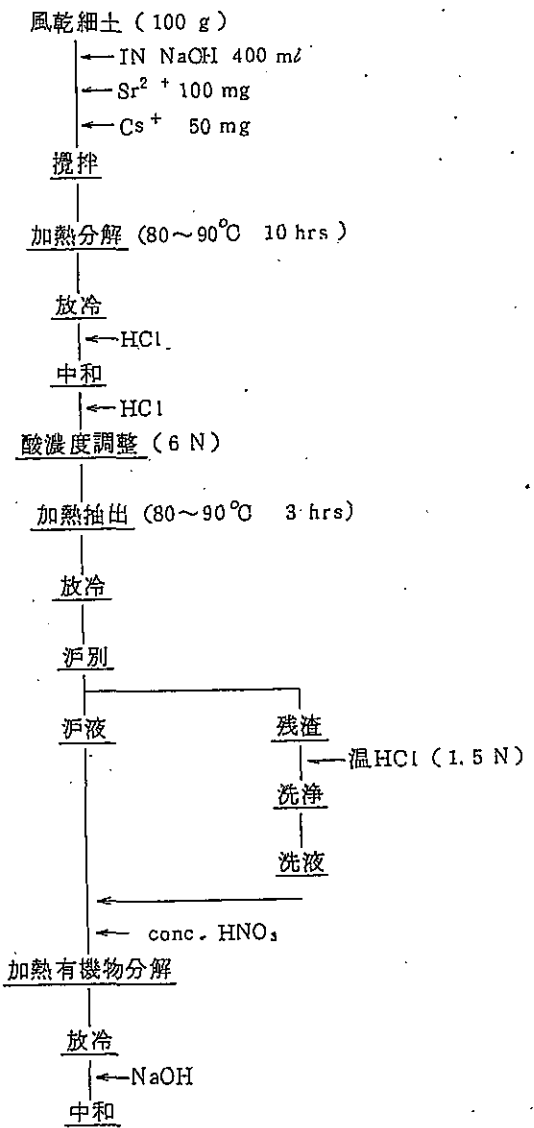 風乾細土 (100 g)
IN NaOH 400 ml
Sr²⁺ 100 mg
Cs⁺ 50 mg
攪拌
加熱分解 (80～90°C 10 hrs)
放冷
HCl
中和
HCl
酸濃度調整 (6 N)
加熱抽出 (80～90°C 3 hrs)
放冷
沪別
沪液 残渣
温HCl (1.5 N)
洗浄
洗液
conc. HNO₃
加熱有機物分解
放冷
NaOH
中和